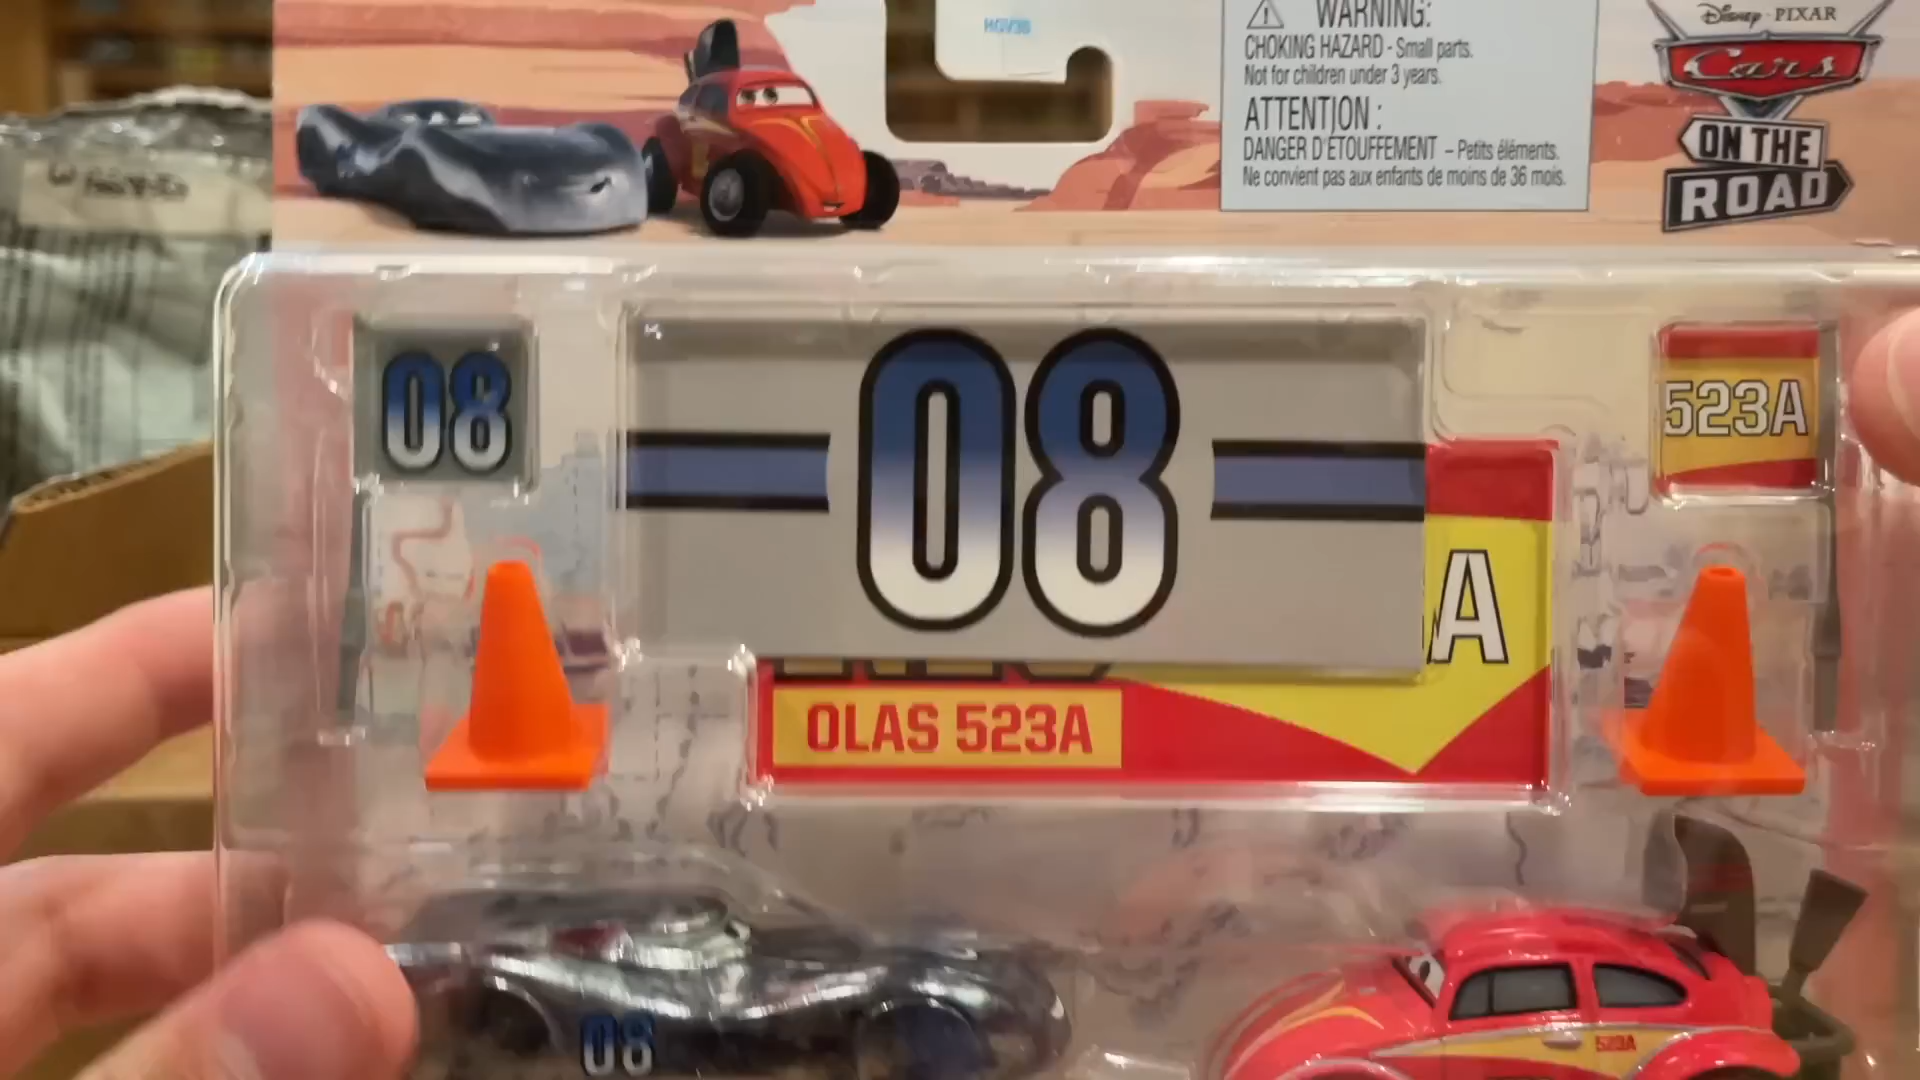 HGV36
WARNING:
CHOKING HAZARD - Small parts.
Not for children under 3 years.
ATTENTION :
DANGER D'ÉTOUFFEMENT – Petits éléments.
Ne convient pas aux enfants de moins de 36 mois.
Disney · PIXAR
Cars
ON THE
ROAD
08
08
523A
A
OLAS 523A
08
523A